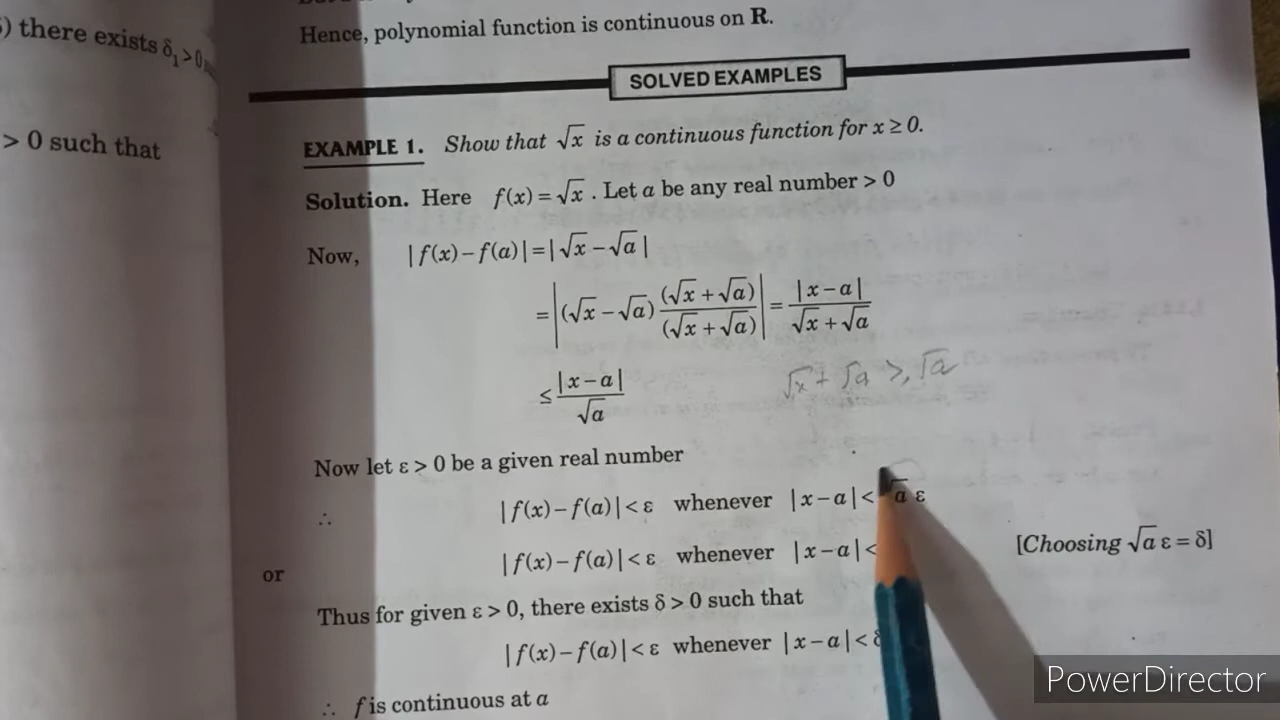 ) there exists δ₁ > 0
> 0 such that
Hence, polynomial function is continuous on R.
SOLVED EXAMPLES
EXAMPLE 1. Show that √x is a continuous function for x ≥ 0.
Solution. Here f(x) = √x . Let a be any real number > 0
Now, | f(x) – f(a) | = | √x – √a |
= | (√x – √a) (√x + √a)/(√x + √a) | = | x – a |/(√x + √a)
≤ | x – a |/√a
√x + √a ≥ √a
Now let ε > 0 be a given real number
∴ | f(x) – f(a) | < ε whenever | x – a | < √a ε
or | f(x) – f(a) | < ε whenever | x – a | < [Choosing √a ε = δ]
Thus for given ε > 0, there exists δ > 0 such that
| f(x) – f(a) | < ε whenever | x – a | < δ
∴ f is continuous at a
PowerDirector